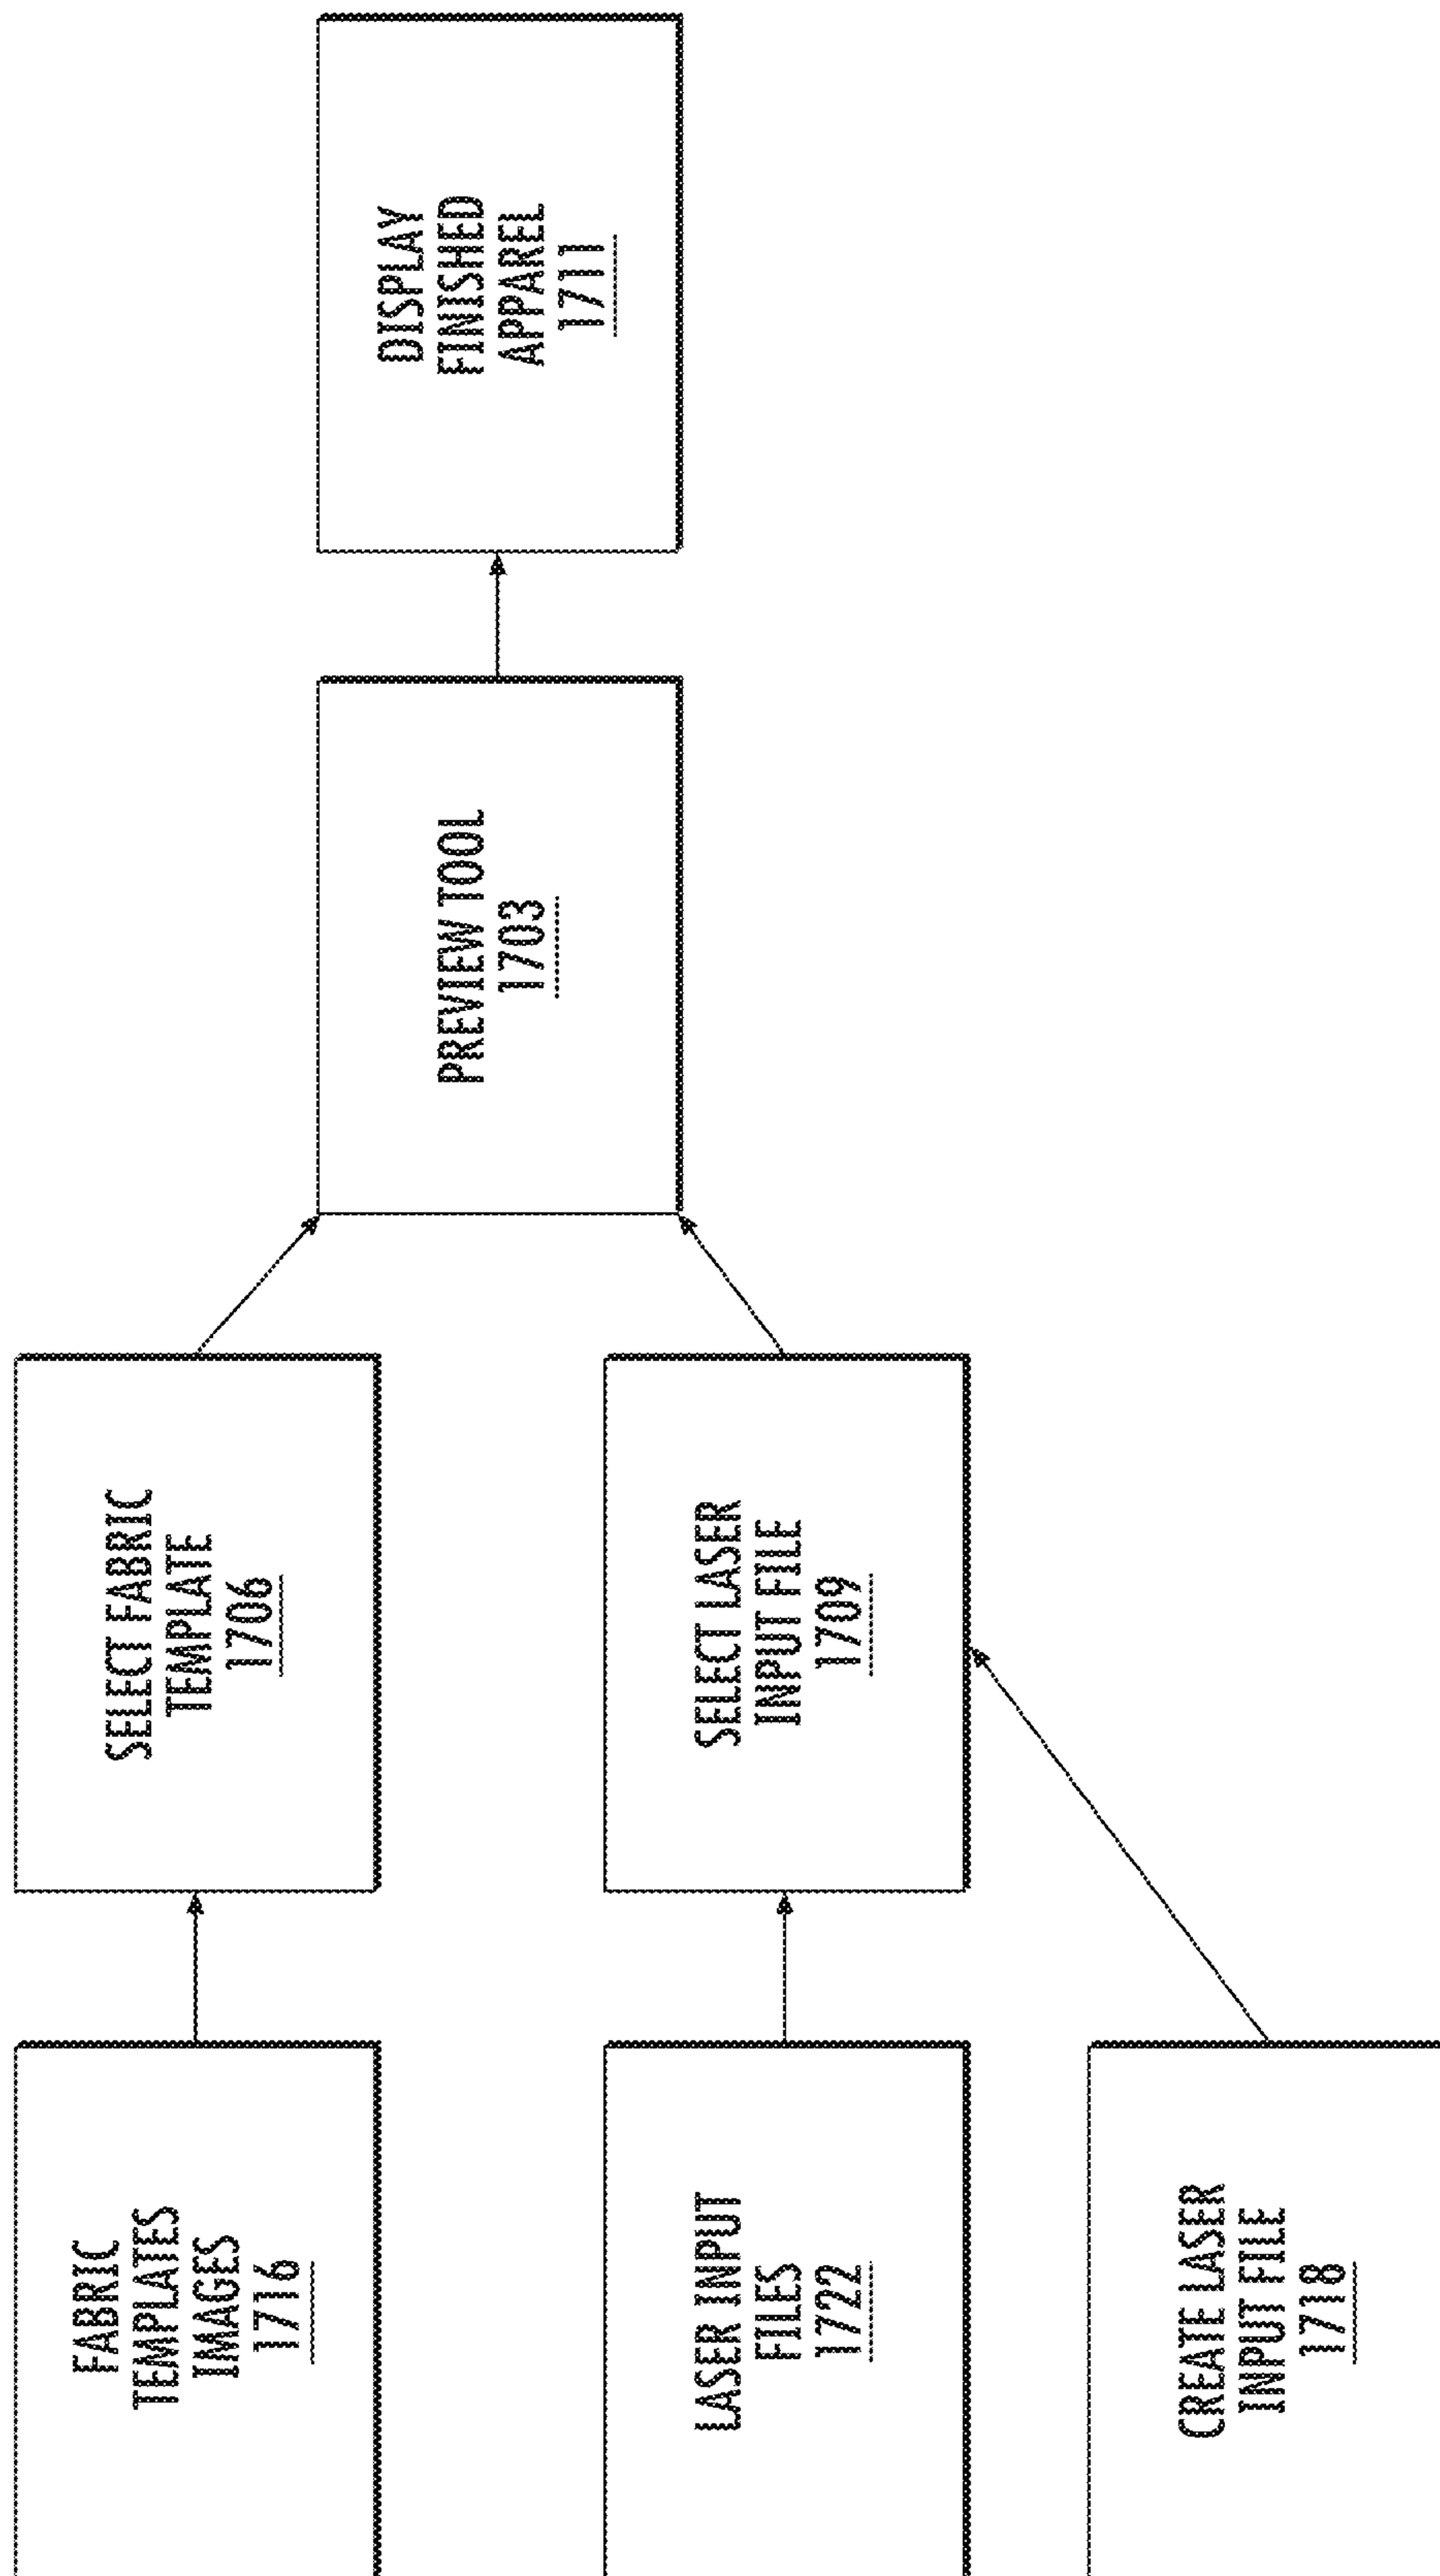 FABRIC
TEMPLATES
IMAGES
1716
SELECT FABRIC
TEMPLATE
1706
LASER INPUT
FILES
1722
SELECT LASER
INPUT FILE
1709
CREATE LASER
INPUT FILE
1718
PREVIEW TOOL
1703
DISPLAY
FINISHED
APPAREL
1711